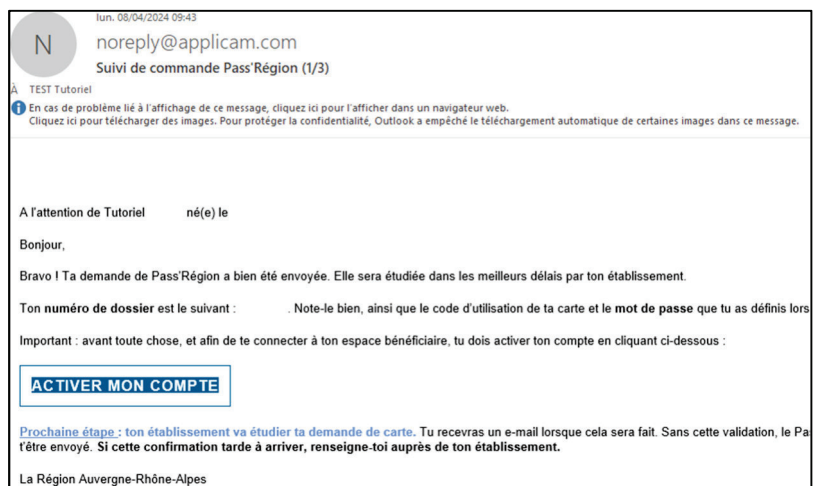 lun. 08/04/2024 09:43
N
noreply@applicam.com
Suivi de commande Pass'Région (1/3)
À TEST Tutoriel
En cas de problème lié à l'affichage de ce message, cliquez ici pour l'afficher dans un navigateur web.
Cliquez ici pour télécharger des images. Pour protéger la confidentialité, Outlook a empêché le téléchargement automatique de certaines images dans ce message.
A l'attention de Tutoriel né(e) le
Bonjour,
Bravo ! Ta demande de Pass'Région a bien été envoyée. Elle sera étudiée dans les meilleurs délais par ton établissement.
Ton numéro de dossier est le suivant : . Note-le bien, ainsi que le code d'utilisation de ta carte et le mot de passe que tu as définis lors
Important : avant toute chose, et afin de te connecter à ton espace bénéficiaire, tu dois activer ton compte en cliquant ci-dessous :
ACTIVER MON COMPTE
Prochaine étape : ton établissement va étudier ta demande de carte. Tu recevras un e-mail lorsque cela sera fait. Sans cette validation, le Pa
t'être envoyé. Si cette confirmation tarde à arriver, renseigne-toi auprès de ton établissement.
La Région Auvergne-Rhône-Alpes